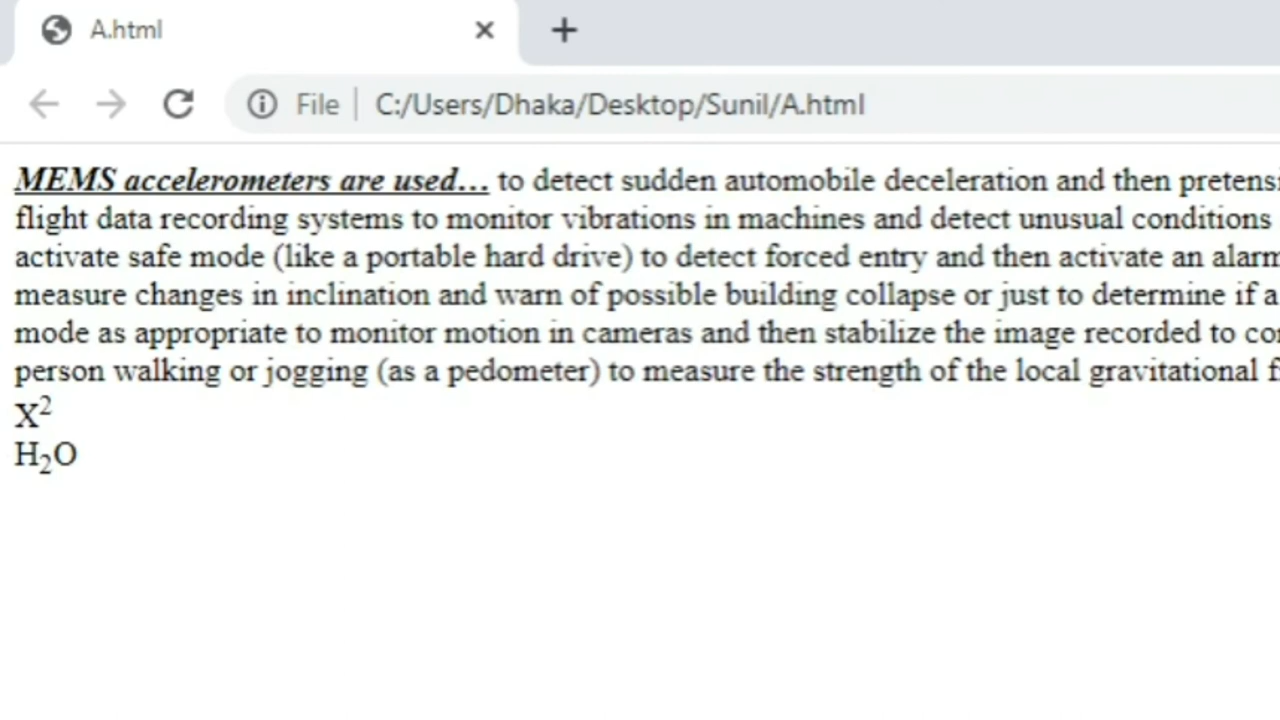 A.html
File C:/Users/Dhaka/Desktop/Sunil/A.html
MEMS accelerometers are used... to detect sudden automobile deceleration and then pretensi
flight data recording systems to monitor vibrations in machines and detect unusual conditions
activate safe mode (like a portable hard drive) to detect forced entry and then activate an alarm
measure changes in inclination and warn of possible building collapse or just to determine if a
mode as appropriate to monitor motion in cameras and then stabilize the image recorded to co
person walking or jogging (as a pedometer) to measure the strength of the local gravitational f
X²
H₂O